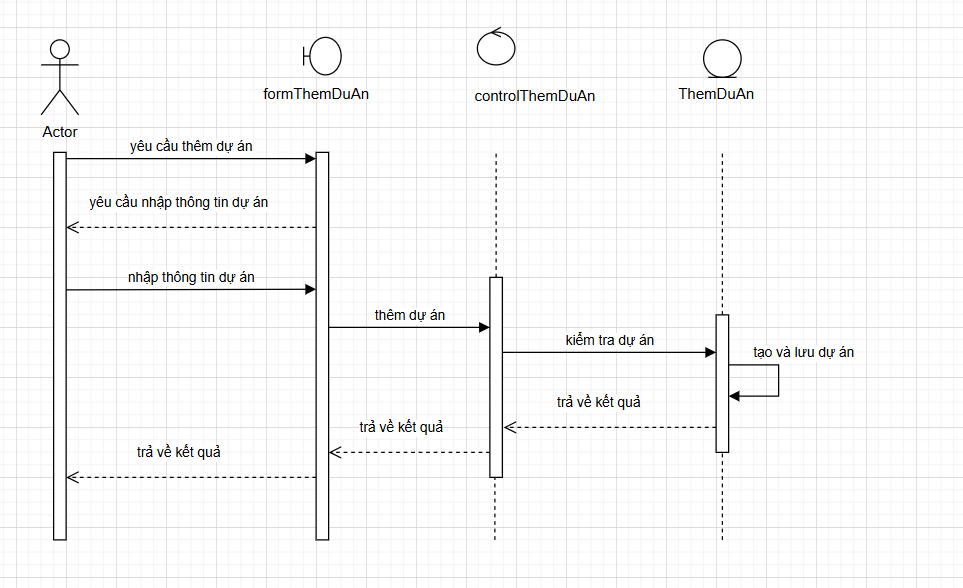 formThemDuAn
controlThemDuAn
ThemDuAn
Actor
yêu cầu thêm dự án
yêu cầu nhập thông tin dự án
nhập thông tin dự án
thêm dự án
kiểm tra dự án
tạo và lưu dự án
trả về kết quả
trả về kết quả
trả về kết quả